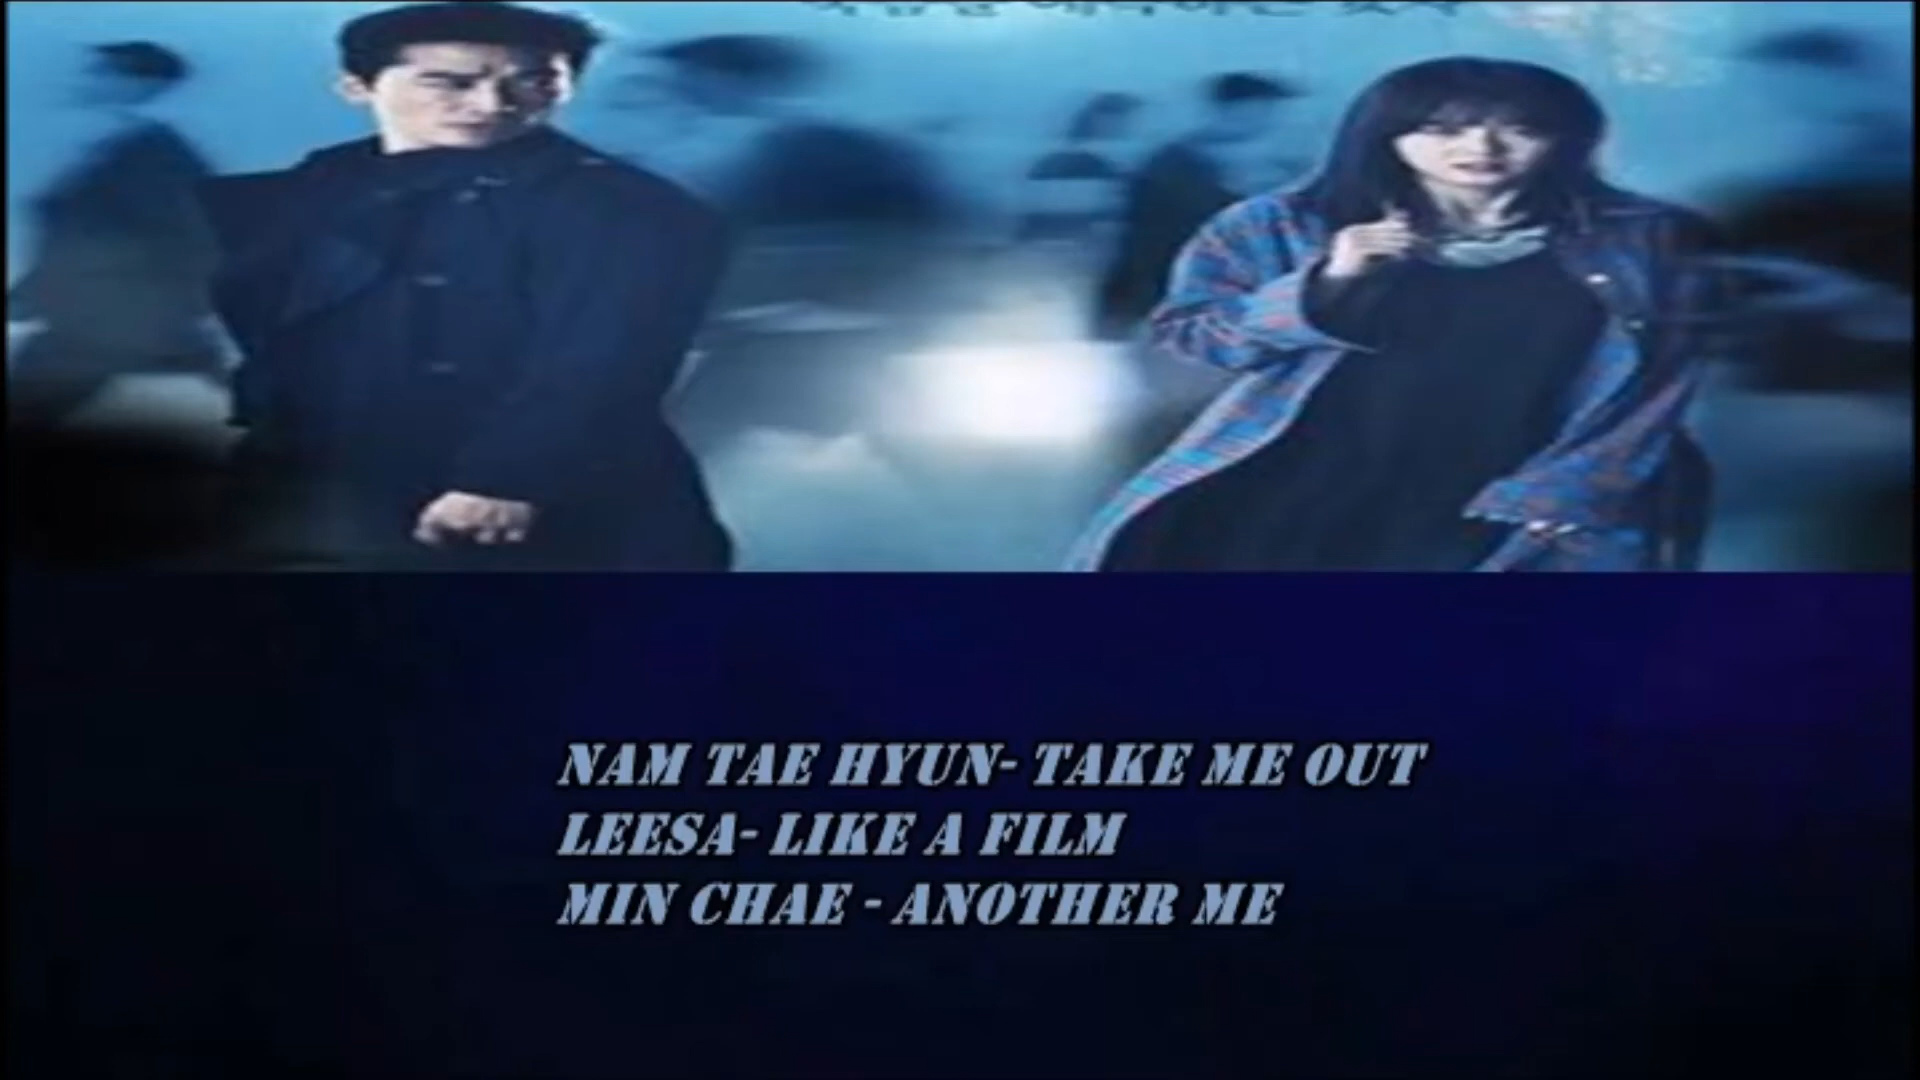 NAM TAE HYUN- TAKE ME OUT
LEESA- LIKE A FILM
MIN CHAE - ANOTHER ME